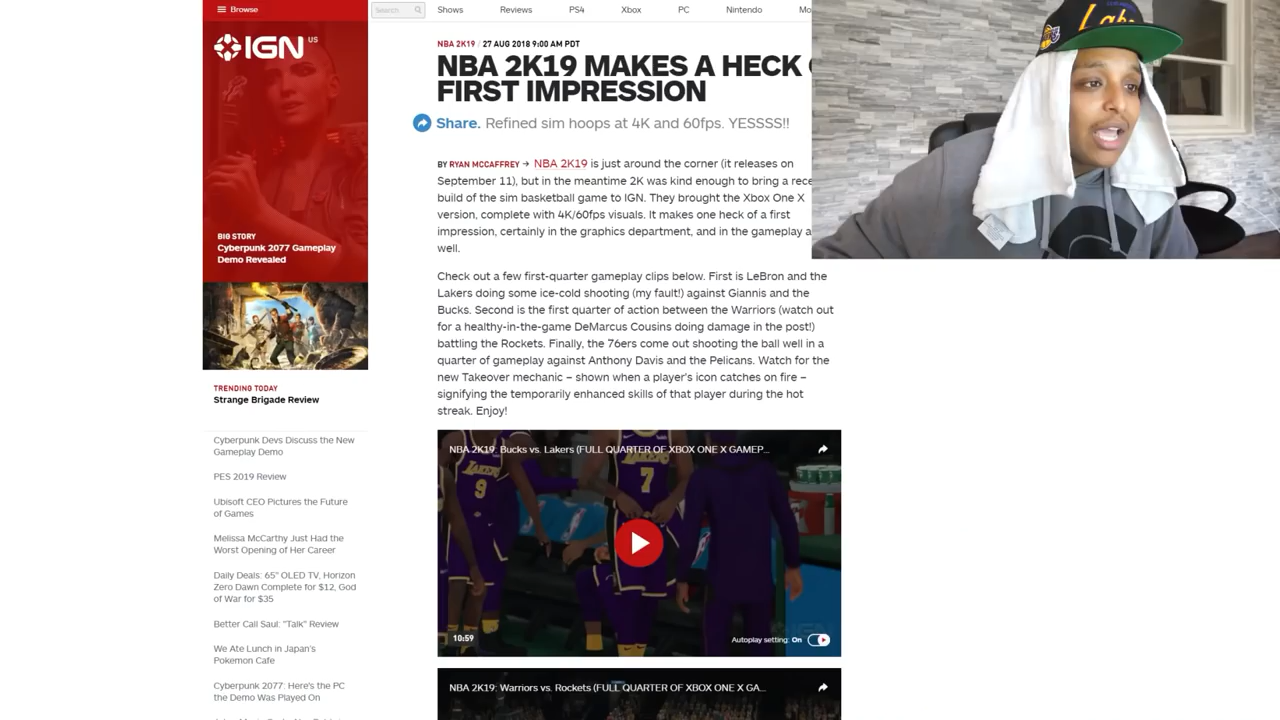 Browse
Search
Shows
Reviews
PS4
Xbox
PC
Nintendo
IGN US
BIG STORY
Cyberpunk 2077 Gameplay
Demo Revealed
TRENDING TODAY
Strange Brigade Review
Cyberpunk Devs Discuss the New
Gameplay Demo
PES 2019 Review
Ubisoft CEO Pictures the Future
of Games
Melissa McCarthy Just Had the
Worst Opening of Her Career
Daily Deals: 65" OLED TV, Horizon
Zero Dawn Complete for $12, God
of War for $35
Better Call Saul: "Talk" Review
We Ate Lunch in Japan's
Pokemon Cafe
Cyberpunk 2077: Here's the PC
the Demo Was Played On
NBA 2K19 / 27 AUG 2018 9:00 AM PDT
NBA 2K19 MAKES A HECK
FIRST IMPRESSION
Share. Refined sim hoops at 4K and 60fps. YESSSS!!
BY RYAN MCCAFFREY → NBA 2K19 is just around the corner (it releases on
September 11), but in the meantime 2K was kind enough to bring a
build of the sim basketball game to IGN. They brought the Xbox One X
version, complete with 4K/60fps visuals. It makes one heck of a first
impression, certainly in the graphics department, and in the gameplay
well.
Check out a few first-quarter gameplay clips below. First is LeBron and the
Lakers doing some ice-cold shooting (my fault!) against Giannis and the
Bucks. Second is the first quarter of action between the Warriors (watch out
for a healthy-in-the-game DeMarcus Cousins doing damage in the post!)
battling the Rockets. Finally, the 76ers come out shooting the ball well in a
quarter of gameplay against Anthony Davis and the Pelicans. Watch for the
new Takeover mechanic – shown when a player's icon catches on fire –
signifying the temporarily enhanced skills of that player during the hot
streak. Enjoy!
NBA 2K19: Bucks vs. Lakers (FULL QUARTER OF XBOX ONE X GAMEP...
LAKERS
9
7
10:59
Autoplay setting: On
NBA 2K19: Warriors vs. Rockets (FULL QUARTER OF XBOX ONE X GA...